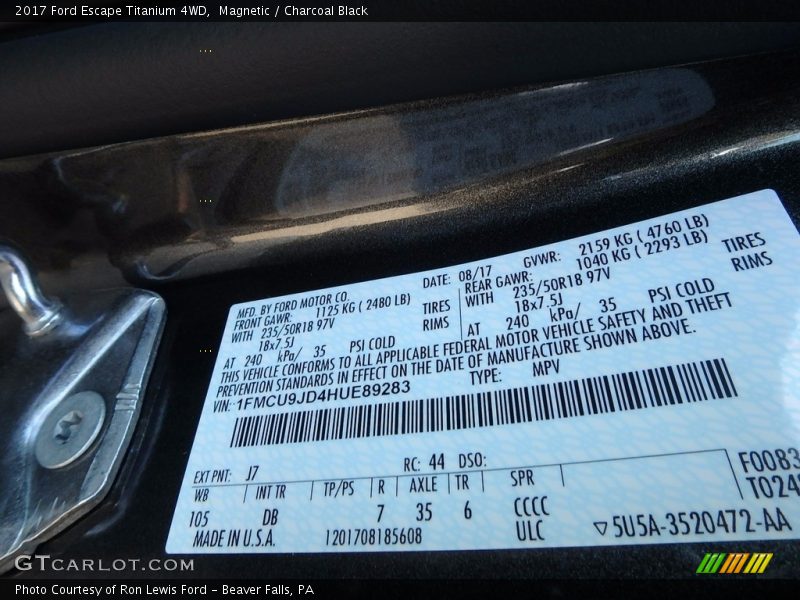 2017 Ford Escape Titanium 4WD,  Magnetic / Charcoal Black
MFD. BY FORD MOTOR CO.
DATE: 08/17 GVWR: 2159 KG ( 4760 LB)
FRONT GAWR: 1125 KG ( 2480 LB) REAR GAWR: 1040 KG ( 2293 LB)
WITH 235/50R18 97V TIRES WITH 235/50R18 97V TIRES
18x7.5J RIMS 18x7.5J RIMS
AT 240 kPa/ 35 PSI COLD AT 240 kPa/ 35 PSI COLD
THIS VEHICLE CONFORMS TO ALL APPLICABLE FEDERAL MOTOR VEHICLE SAFETY AND THEFT
PREVENTION STANDARDS IN EFFECT ON THE DATE OF MANUFACTURE SHOWN ABOVE.
VIN: 1FMCU9JD4HUE89283 TYPE: MPV
EXT PNT: J7 RC: 44 DSO: F0083
WB INT TR TP/PS R AXLE TR SPR T024
105 DB 7 35 6 CCCC
MADE IN U.S.A. 1201708185608 ULC 5U5A-3520472-AA
GTCARLOT.COM
Photo Courtesy of Ron Lewis Ford – Beaver Falls, PA